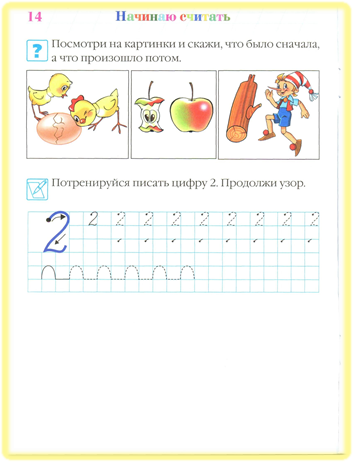 14 Начинаю считать
? Посмотри на картинки и скажи, что было сначала,
а что произошло потом.
Потренируйся писать цифру 2. Продолжи узор.
2 2 2 2 2 2 2 2 2 2